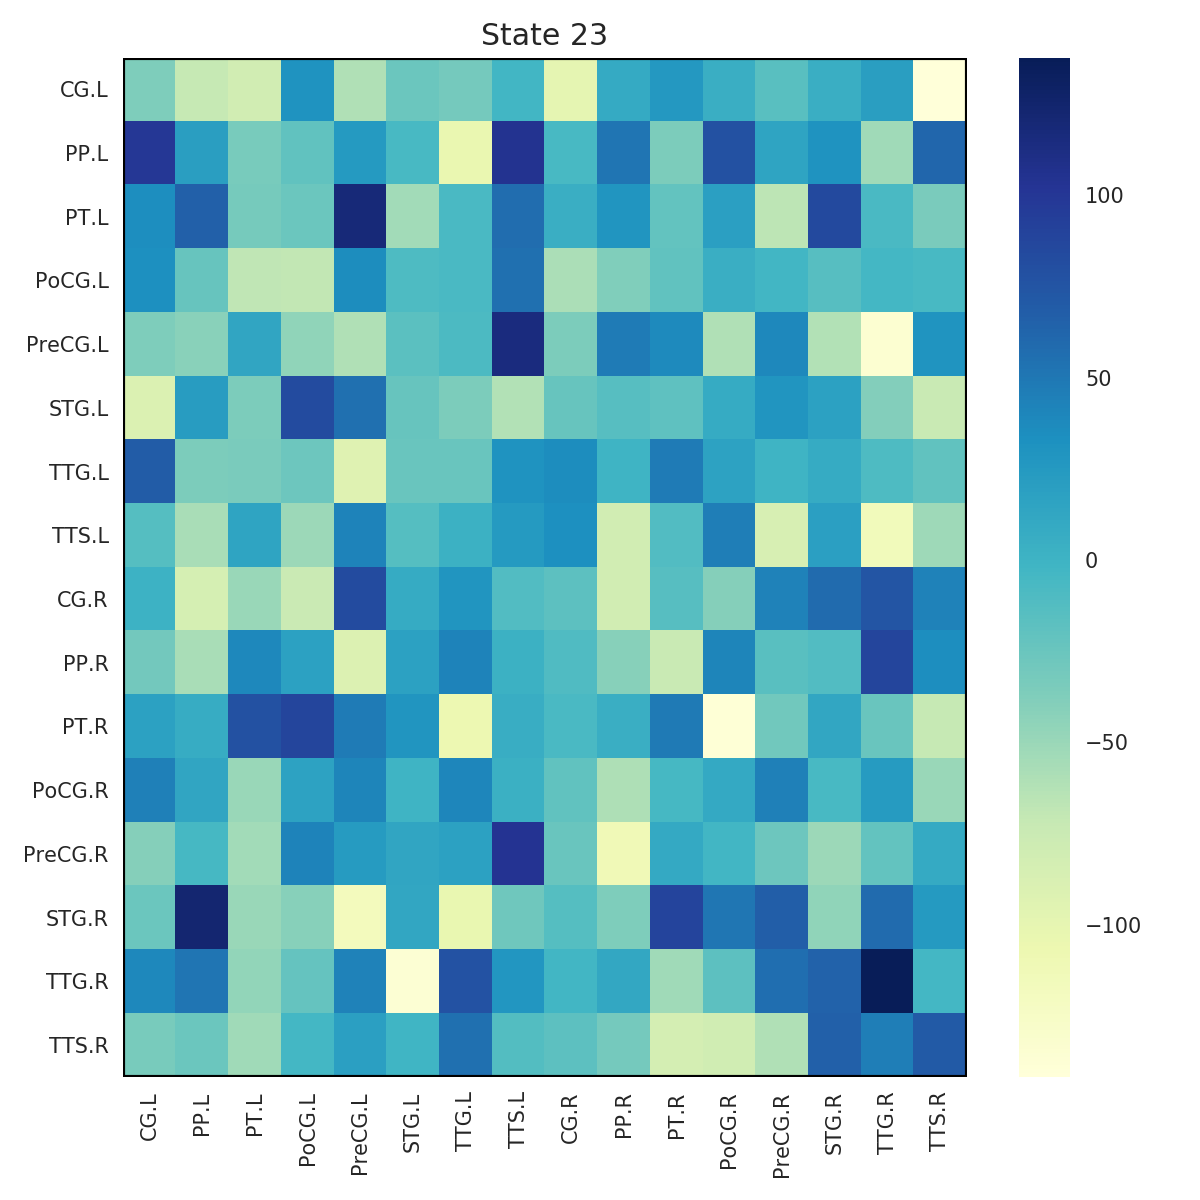 State 23
CG.L
PP.L
PT.L
PoCG.L
PreCG.L
STG.L
TTG.L
TTS.L
CG.R
PP.R
PT.R
PoCG.R
PreCG.R
STG.R
TTG.R
TTS.R
CG.L PP.L PT.L PoCG.L PreCG.L STG.L TTG.L TTS.L CG.R PP.R PT.R PoCG.R PreCG.R STG.R TTG.R TTS.R
100
50
0
−50
−100